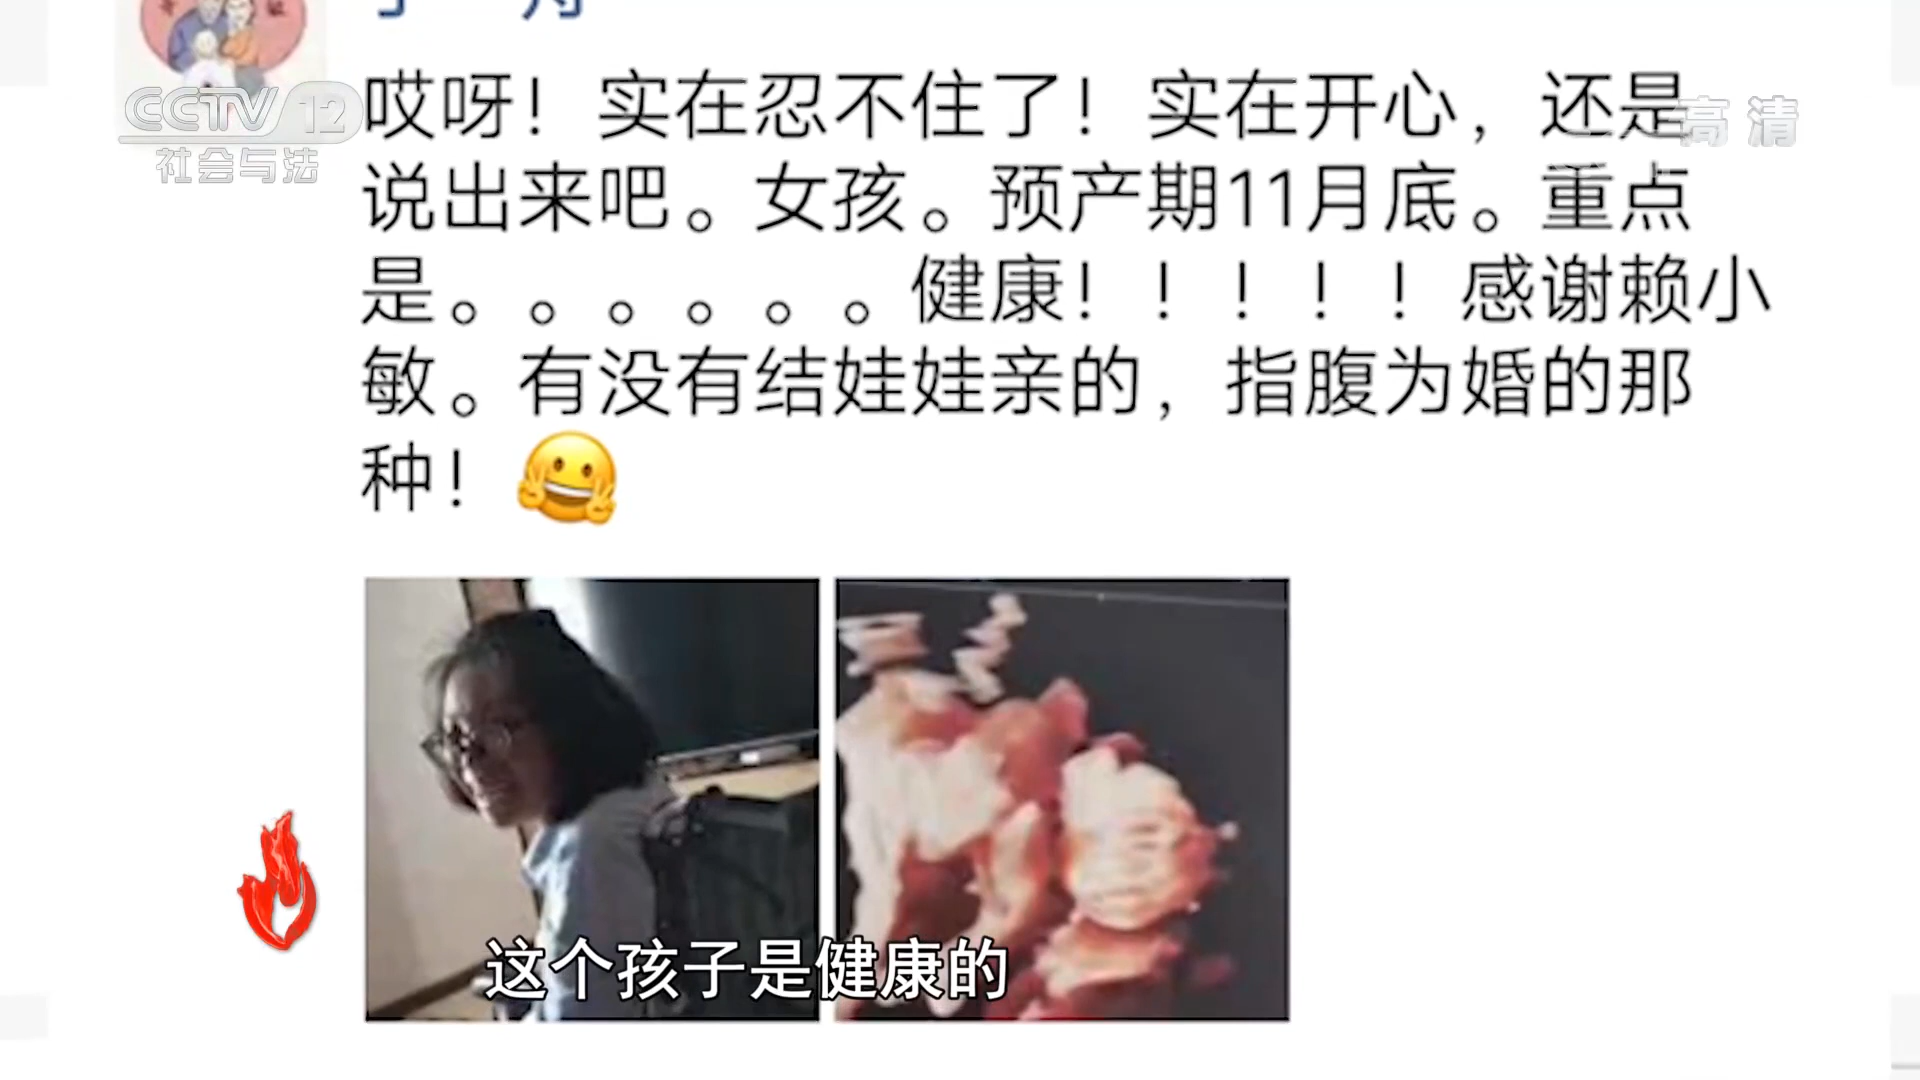 CCTV 12
社会与法
高清
哎呀！实在忍不住了！实在开心，还是
说出来吧。女孩。预产期11月底。重点
是。。。。。。健康！！！！！感谢赖小
敏。有没有结娃娃亲的，指腹为婚的那
种！
这个孩子是健康的